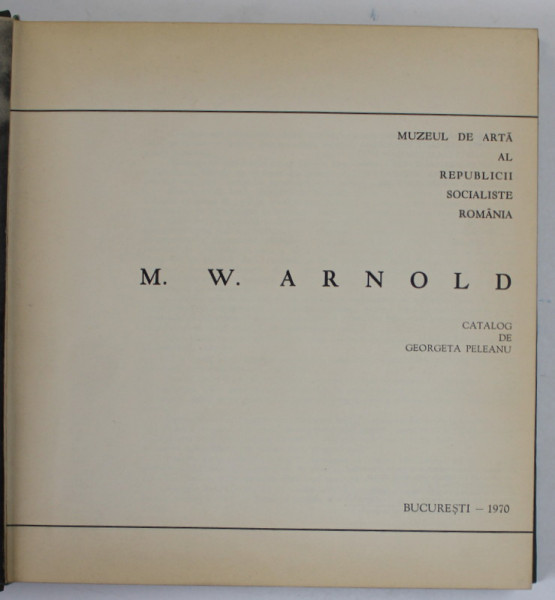 MUZEUL DE ARTĂ
AL
REPUBLICII
SOCIALISTE
ROMÂNIA
M. W. ARNOLD
CATALOG
DE
GEORGETA PELEANU
BUCUREȘTI – 1970